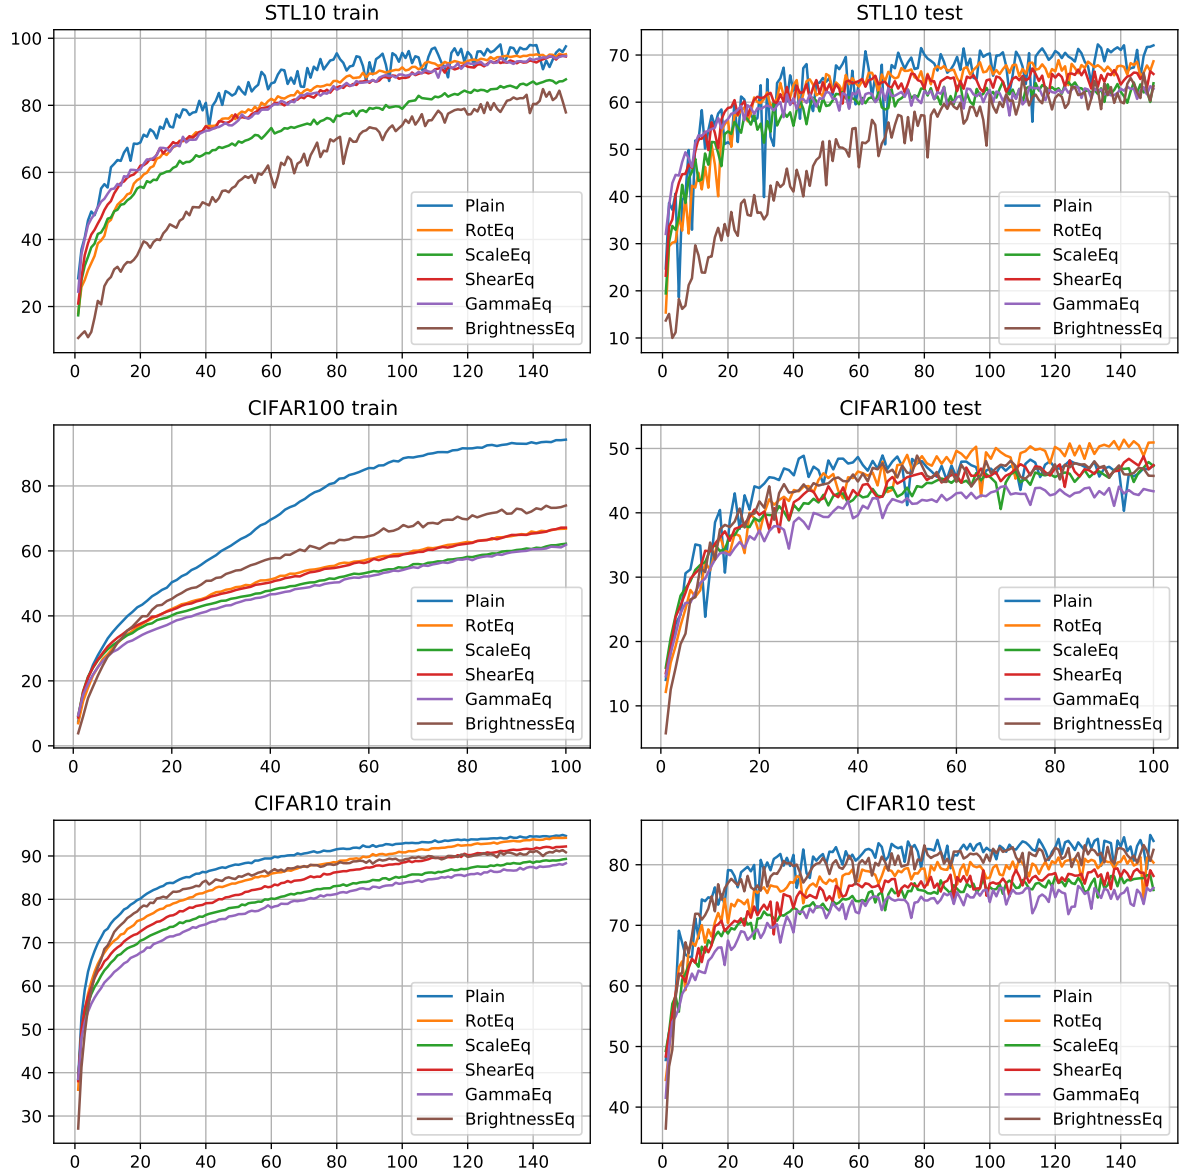 STL10 train
100
80
60
40
20
0 20 40 60 80 100 120 140
Plain
RotEq
ScaleEq
ShearEq
GammaEq
BrightnessEq
STL10 test
70
60
50
40
30
20
10
0 20 40 60 80 100 120 140
Plain
RotEq
ScaleEq
ShearEq
GammaEq
BrightnessEq
CIFAR100 train
80
60
40
20
0
0 20 40 60 80 100
Plain
RotEq
ScaleEq
ShearEq
GammaEq
BrightnessEq
CIFAR100 test
50
40
30
20
10
0 20 40 60 80 100
Plain
RotEq
ScaleEq
ShearEq
GammaEq
BrightnessEq
CIFAR10 train
90
80
70
60
50
40
30
0 20 40 60 80 100 120 140
Plain
RotEq
ScaleEq
ShearEq
GammaEq
BrightnessEq
CIFAR10 test
80
70
60
50
40
0 20 40 60 80 100 120 140
Plain
RotEq
ScaleEq
ShearEq
GammaEq
BrightnessEq